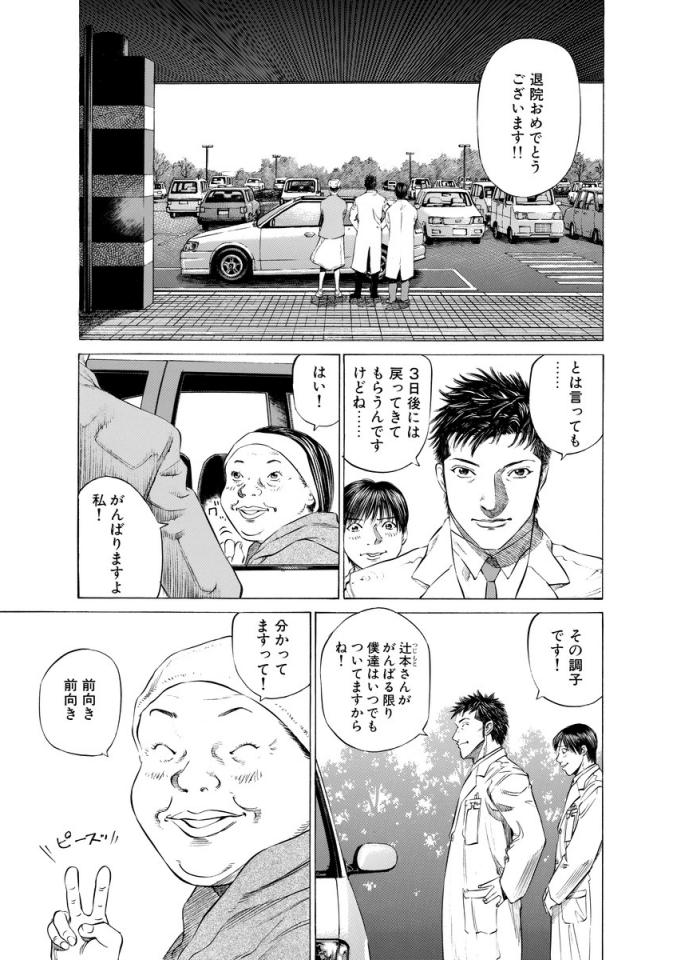 退院おめでとう
ございます!!
とは言っても
……
3日後には
戻ってきて
もらうんです
けどね……
はい!
がんばりますよ
私!
その調子
です!
辻本さんが
つじもと
がんばる限り
僕達はいつでも
ついてますから
ね!
分かって
ますって!
前向き
前向き
ピーズッ